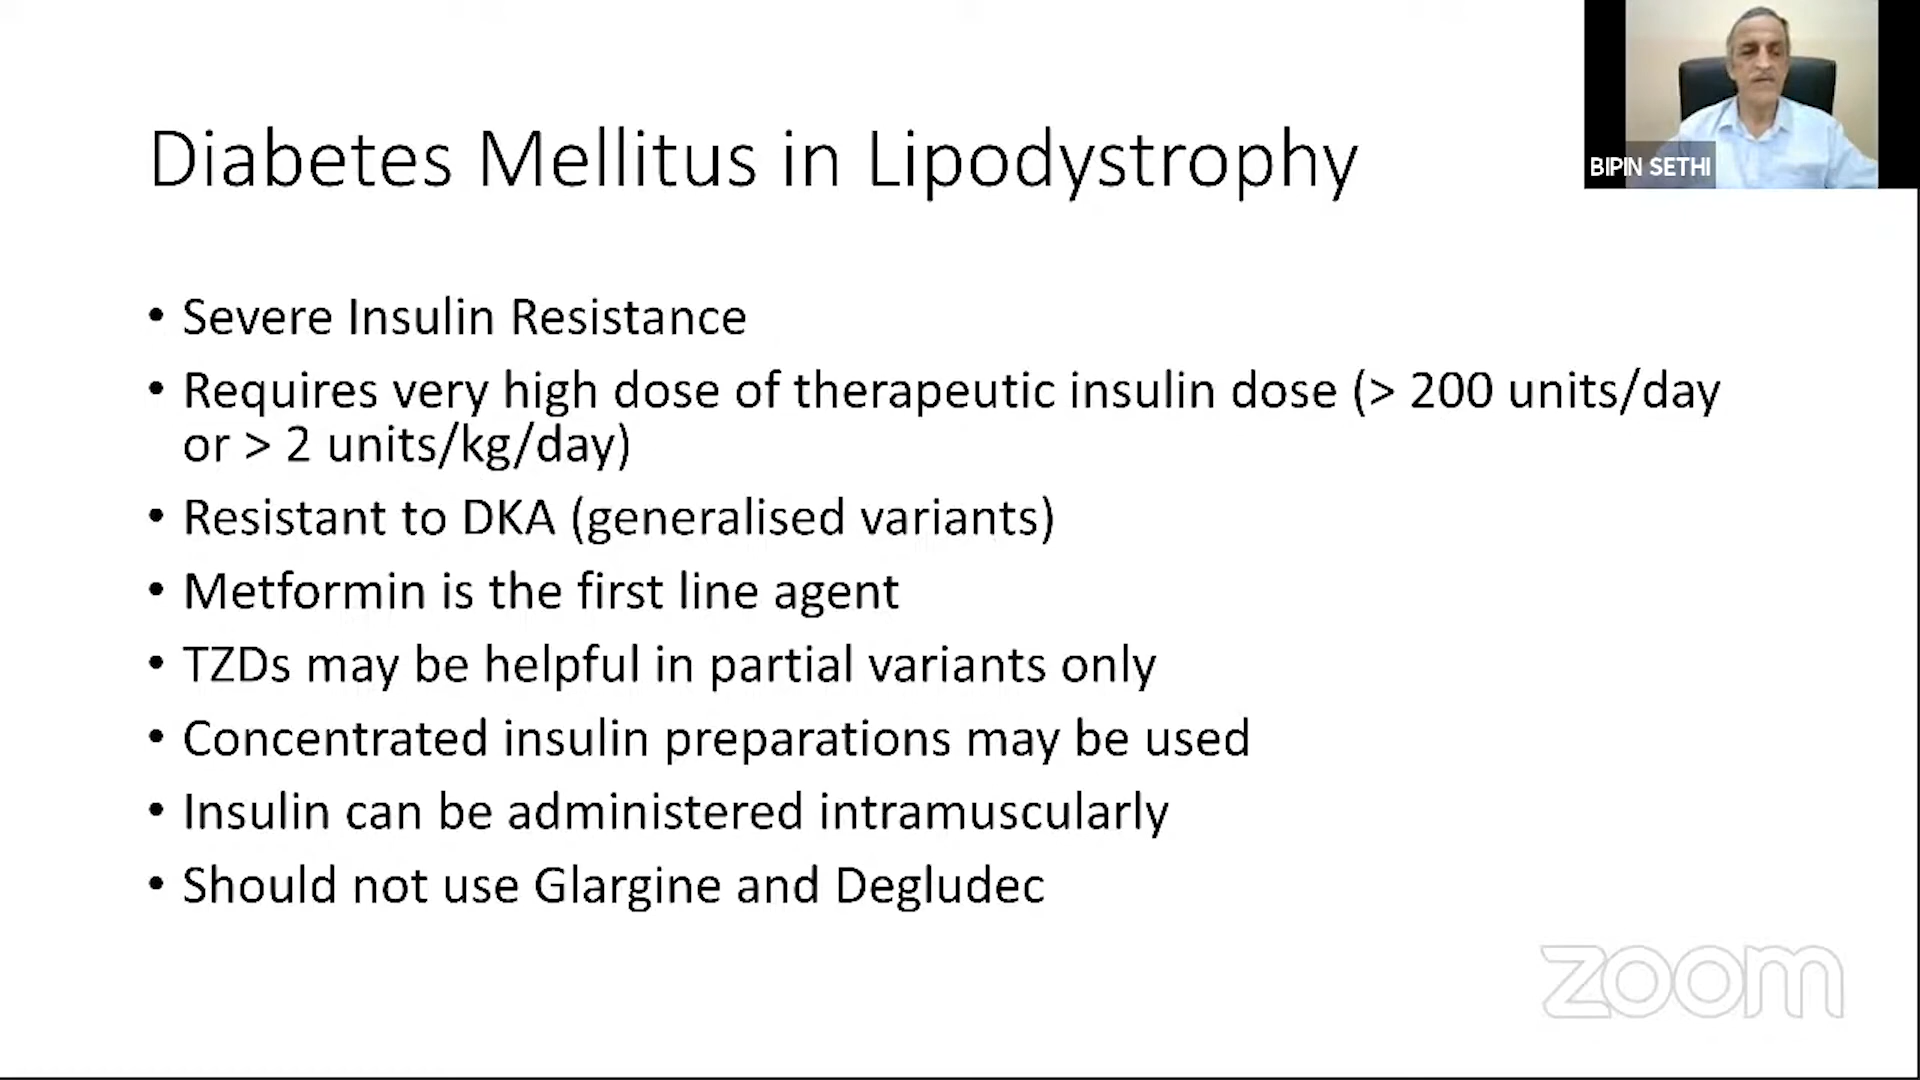 Diabetes Mellitus in Lipodystrophy
BIPIN SETHI
• Severe Insulin Resistance
• Requires very high dose of therapeutic insulin dose (> 200 units/day
or > 2 units/kg/day)
• Resistant to DKA (generalised variants)
• Metformin is the first line agent
• TZDs may be helpful in partial variants only
• Concentrated insulin preparations may be used
• Insulin can be administered intramuscularly
• Should not use Glargine and Degludec
zoom